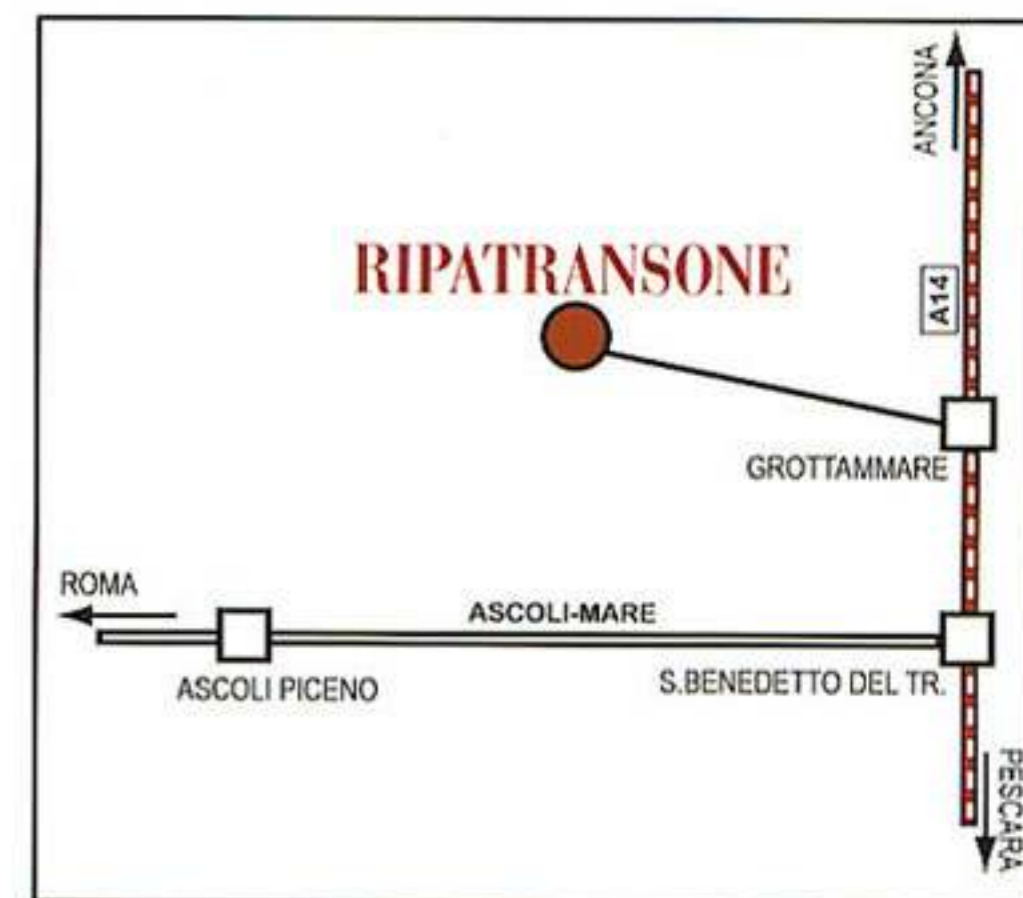 ANCONA
RIPATRANSONE
A14
GROTTAMMARE
ROMA
ASCOLI-MARE
ASCOLI PICENO
S.BENEDETTO DEL TR.
PESCARA